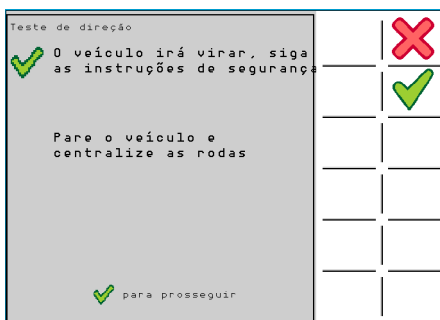 Teste de direção
O veículo irá virar, siga
as instruções de segurança
Pare o veículo e
centralize as rodas
para prosseguir